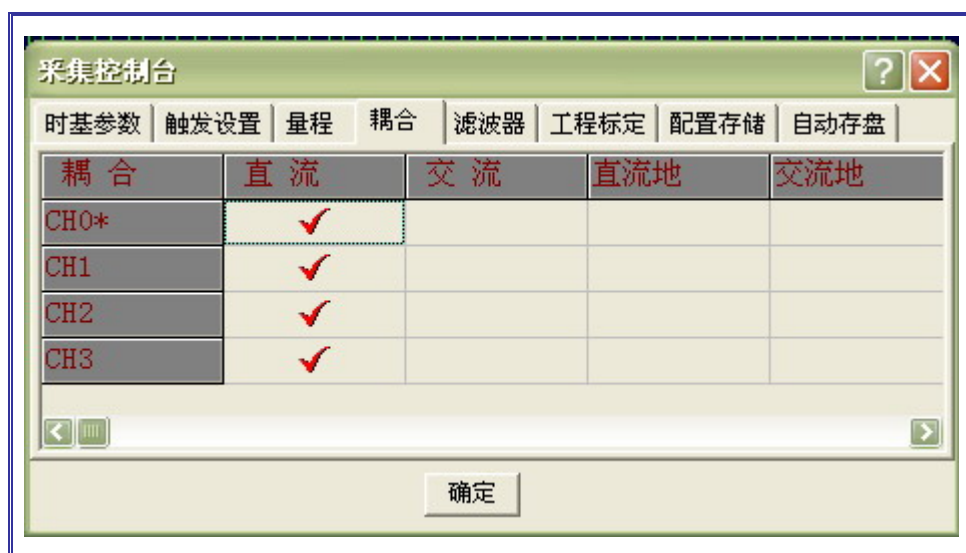 采集控制台
时基参数 触发设置 量程 耦合 滤波器 工程标定 配置存储 自动存盘
耦 合 直 流 交 流 直流地 交流地
CH0*
CH1
CH2
CH3
确定